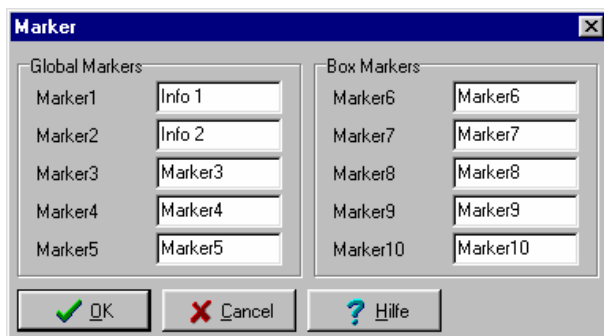 Marker
Global Markers
Marker1 Info 1
Marker2 Info 2
Marker3 Marker3
Marker4 Marker4
Marker5 Marker5
Box Markers
Marker6 Marker6
Marker7 Marker7
Marker8 Marker8
Marker9 Marker9
Marker10 Marker10
OK Cancel Hilfe